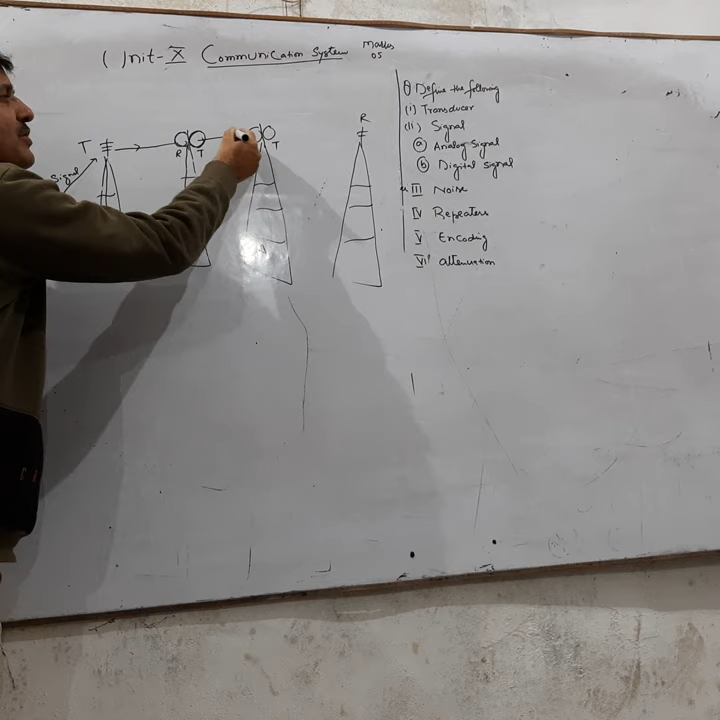 Unit-X Communication System Marks 05
Q Define the following
(i) Transducer
(ii) Signal
(a) Analog Signal
(b) Digital Signal
III Noise
IV Repeaters
V Encoding
VI attenuation
T
Signal
R T
T
R